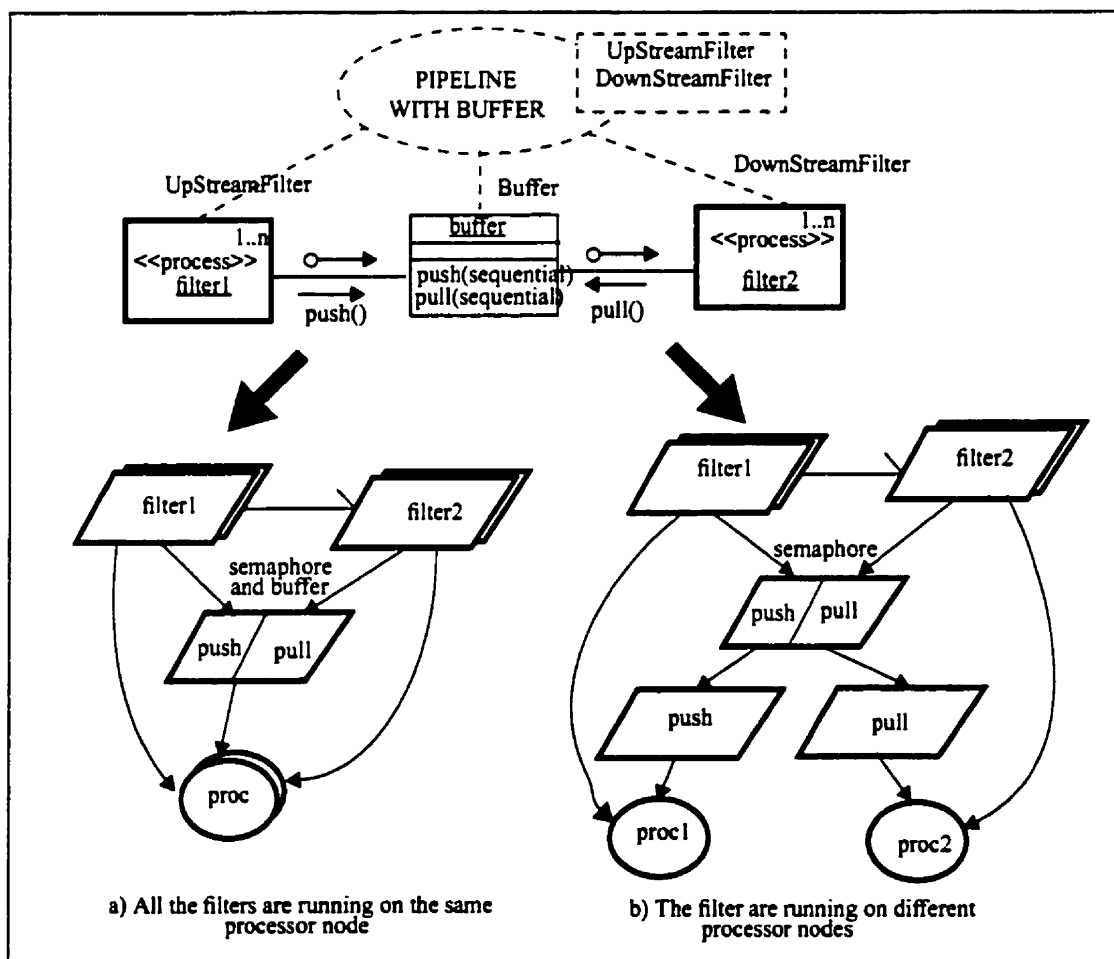 UpStreamFilter
DownStreamFilter
PIPELINE
WITH BUFFER
UpStreamFilter
Buffer
DownStreamFilter
1..n
<<process>>
filter1
buffer
push(sequential)
pull(sequential)
push()
pull()
1..n
<<process>>
filter2
filter1
filter2
semaphore
and buffer
push
pull
proc
filter1
filter2
semaphore
push
pull
push
pull
proc1
proc2
a) All the filters are running on the same
processor node
b) The filter are running on different
processor nodes